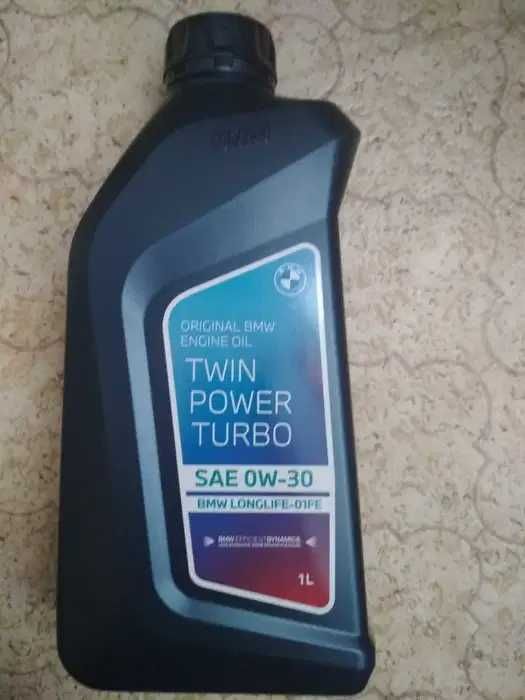 ORIGINAL BMW
ENGINE OIL
TWIN
POWER
TURBO
SAE 0W-30
BMW LONGLIFE-01FE
BMW EFFICIENTDYNAMICS
1L